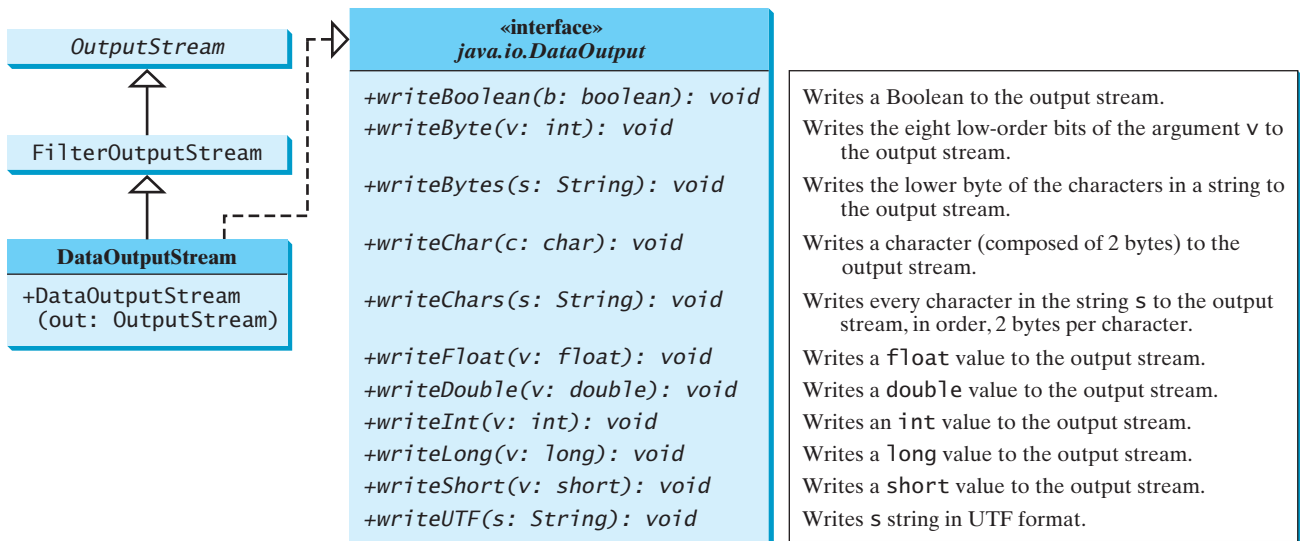 OutputStream
FilterOutputStream
DataOutputStream
+DataOutputStream
(out: OutputStream)
«interface»
java.io.DataOutput
+writeBoolean(b: boolean): void
Writes a Boolean to the output stream.
+writeByte(v: int): void
Writes the eight low-order bits of the argument v to
the output stream.
+writeBytes(s: String): void
Writes the lower byte of the characters in a string to
the output stream.
+writeChar(c: char): void
Writes a character (composed of 2 bytes) to the
output stream.
+writeChars(s: String): void
Writes every character in the string s to the output
stream, in order, 2 bytes per character.
+writeFloat(v: float): void
Writes a float value to the output stream.
+writeDouble(v: double): void
Writes a double value to the output stream.
+writeInt(v: int): void
Writes an int value to the output stream.
+writeLong(v: long): void
Writes a long value to the output stream.
+writeShort(v: short): void
Writes a short value to the output stream.
+writeUTF(s: String): void
Writes s string in UTF format.